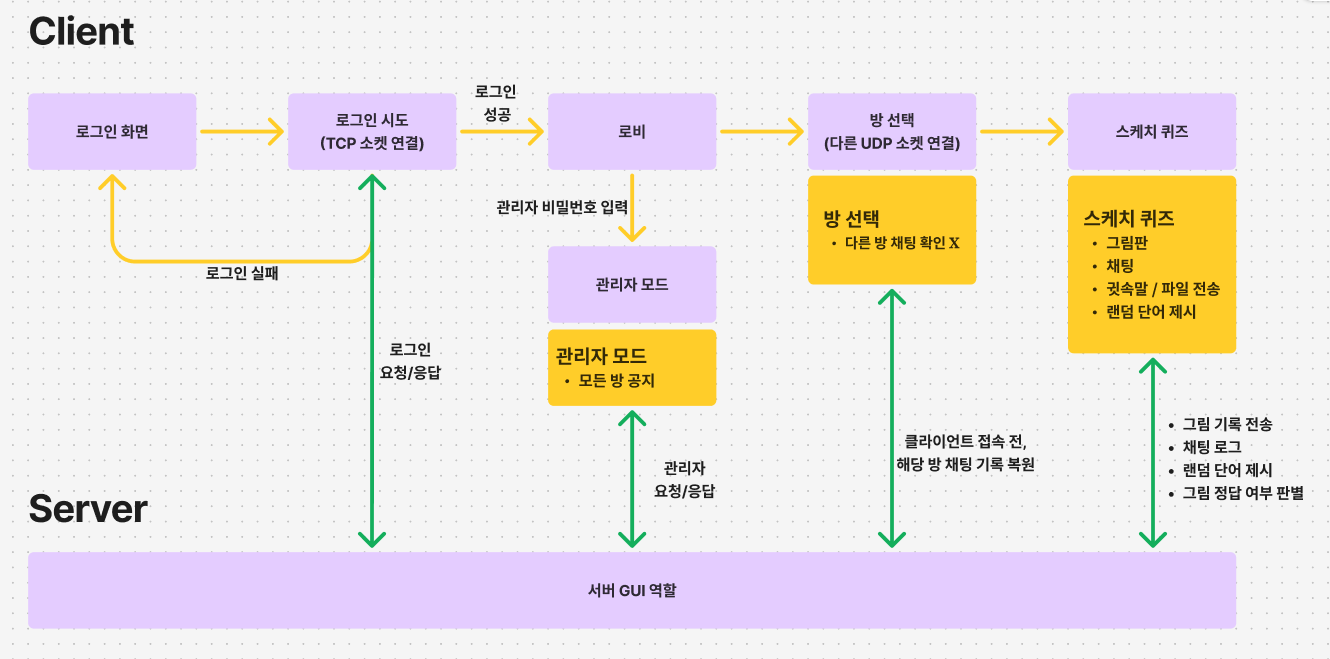 Client
로그인 화면
로그인 시도
(TCP 소켓 연결)
로그인
성공
로비
방 선택
(다른 UDP 소켓 연결)
스케치 퀴즈
로그인 실패
관리자 비밀번호 입력
관리자 모드
관리자 모드
• 모든 방 공지
방 선택
• 다른 방 채팅 확인 X
스케치 퀴즈
• 그림판
• 채팅
• 귓속말 / 파일 전송
• 랜덤 단어 제시
로그인
요청/응답
관리자
요청/응답
클라이언트 접속 전,
해당 방 채팅 기록 복원
• 그림 기록 전송
• 채팅 로그
• 랜덤 단어 제시
• 그림 정답 여부 판별
Server
서버 GUI 역할